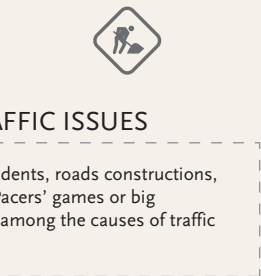 AFFIC ISSUES
dents, roads constructions,
Pacers' games or big
among the causes of traffic